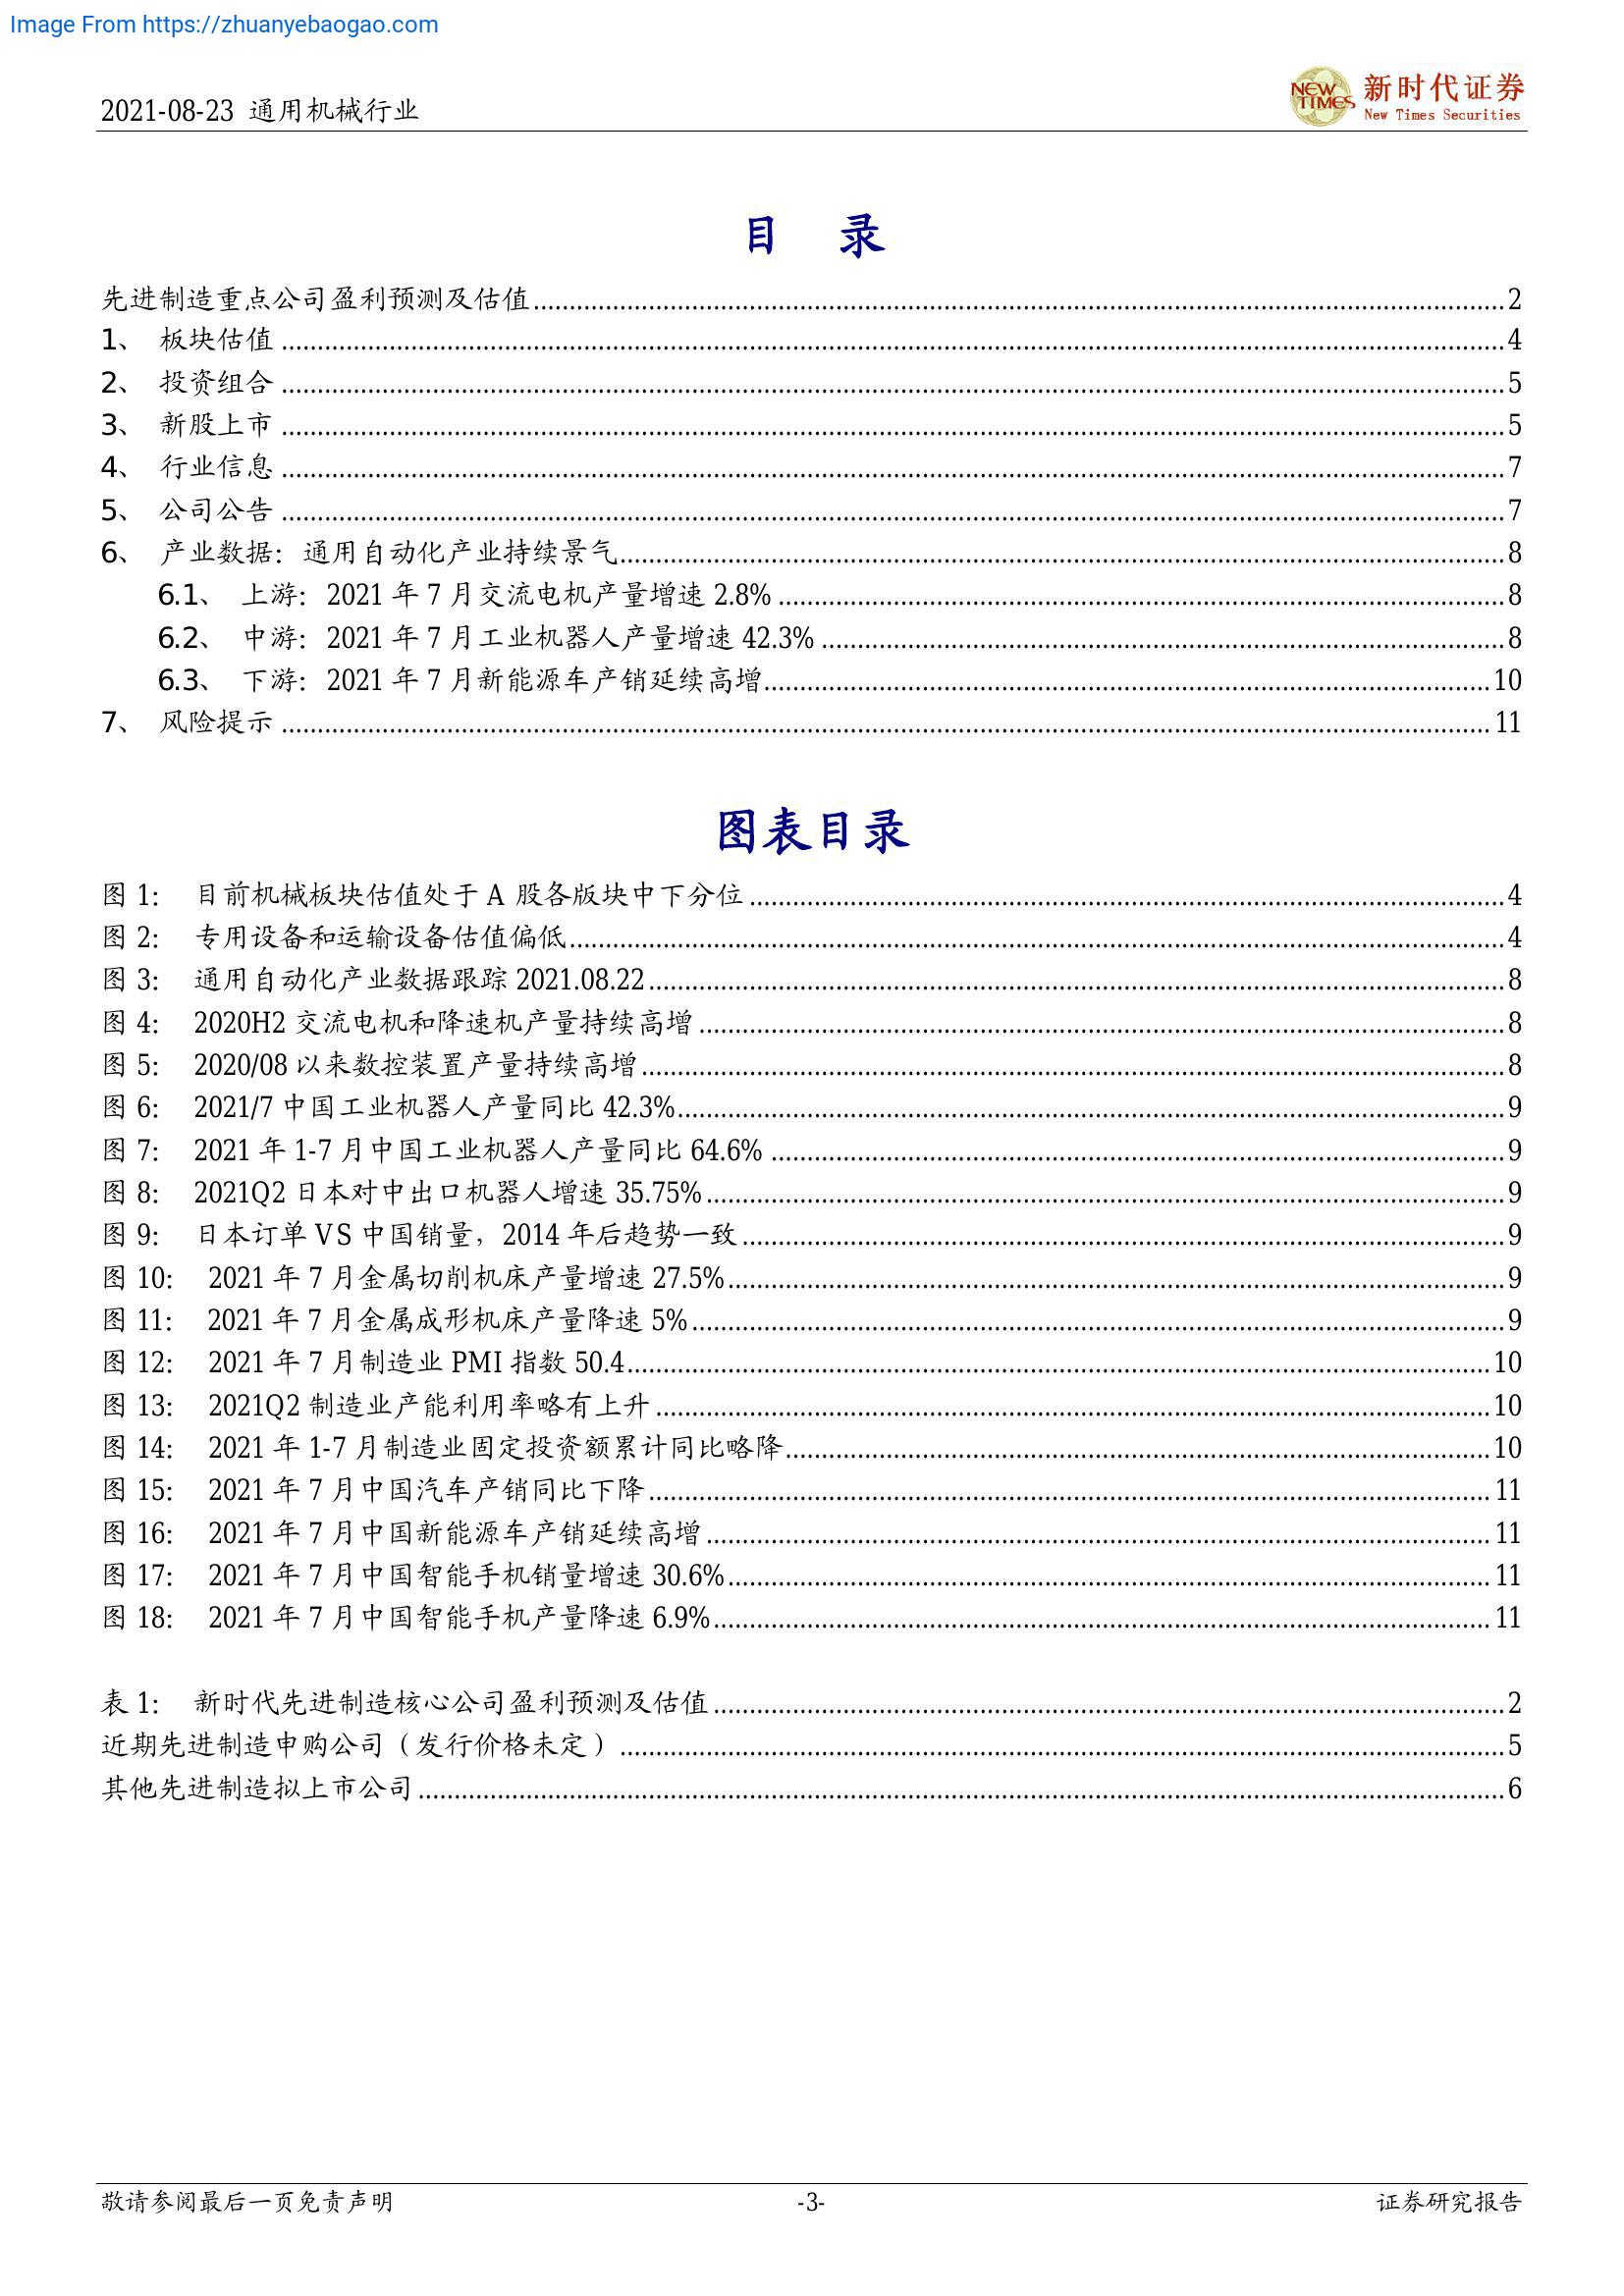 Image From https://zhuanyebaogao.com
2021-08-23 通用机械行业
NEW TIMES
新时代证券
New Times Securities
目 录
先进制造重点公司盈利预测及估值 2
1、 板块估值 4
2、 投资组合 5
3、 新股上市 5
4、 行业信息 7
5、 公司公告 7
6、 产业数据：通用自动化产业持续景气 8
6.1、 上游：2021 年 7 月交流电机产量增速 2.8% 8
6.2、 中游：2021 年 7 月工业机器人产量增速 42.3% 8
6.3、 下游：2021 年 7 月新能源车产销延续高增 10
7、 风险提示 11
图表目录
图 1： 目前机械板块估值处于 A 股各版块中下分位 4
图 2： 专用设备和运输设备估值偏低 4
图 3： 通用自动化产业数据跟踪 2021.08.22 8
图 4： 2020H2 交流电机和降速机产量持续高增 8
图 5： 2020/08 以来数控装置产量持续高增 8
图 6： 2021/7 中国工业机器人产量同比 42.3% 9
图 7： 2021 年 1-7 月中国工业机器人产量同比 64.6% 9
图 8： 2021Q2 日本对中出口机器人增速 35.75% 9
图 9： 日本订单 VS 中国销量，2014 年后趋势一致 9
图 10： 2021 年 7 月金属切削机床产量增速 27.5% 9
图 11： 2021 年 7 月金属成形机床产量降速 5% 9
图 12： 2021 年 7 月制造业 PMI 指数 50.4 10
图 13： 2021Q2 制造业产能利用率略有上升 10
图 14： 2021 年 1-7 月制造业固定投资额累计同比略降 10
图 15： 2021 年 7 月中国汽车产销同比下降 11
图 16： 2021 年 7 月中国新能源车产销延续高增 11
图 17： 2021 年 7 月中国智能手机销量增速 30.6% 11
图 18： 2021 年 7 月中国智能手机产量降速 6.9% 11
表 1： 新时代先进制造核心公司盈利预测及估值 2
近期先进制造申购公司（发行价格未定） 5
其他先进制造拟上市公司 6
敬请参阅最后一页免责声明 -3- 证券研究报告